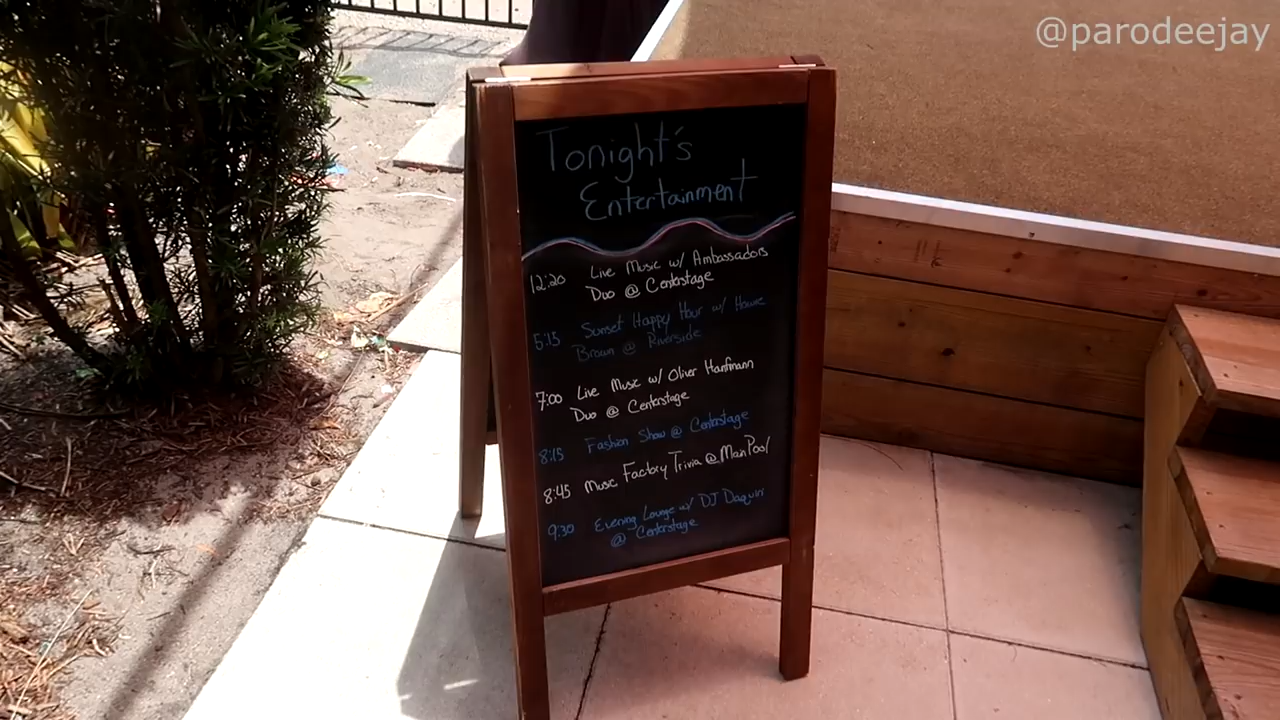 @parodeejay
Tonight's
Entertainment
12:20 Live Music w/ Ambassadors
Duo @ Centerstage
5:15 Sunset Happy Hour w/ Howie
Brown @ Riverside
7:00 Live Music w/ Oliver Hanfmann
Duo @ Centerstage
8:15 Fashion Show @ Centerstage
8:45 Music Factory Trivia @ Main Pool
9:30 Evening Lounge w/ DJ Daquiri
@ Centerstage